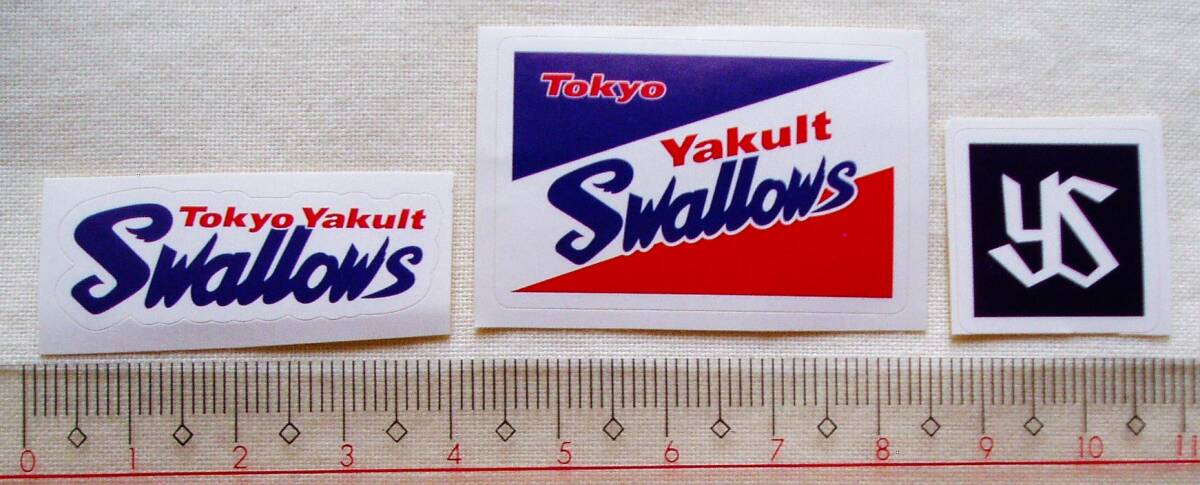 Tokyo Yakult
Swallows
Tokyo
Yakult
Swallows
YS
0 1 2 3 4 5 6 7 8 9 10 11